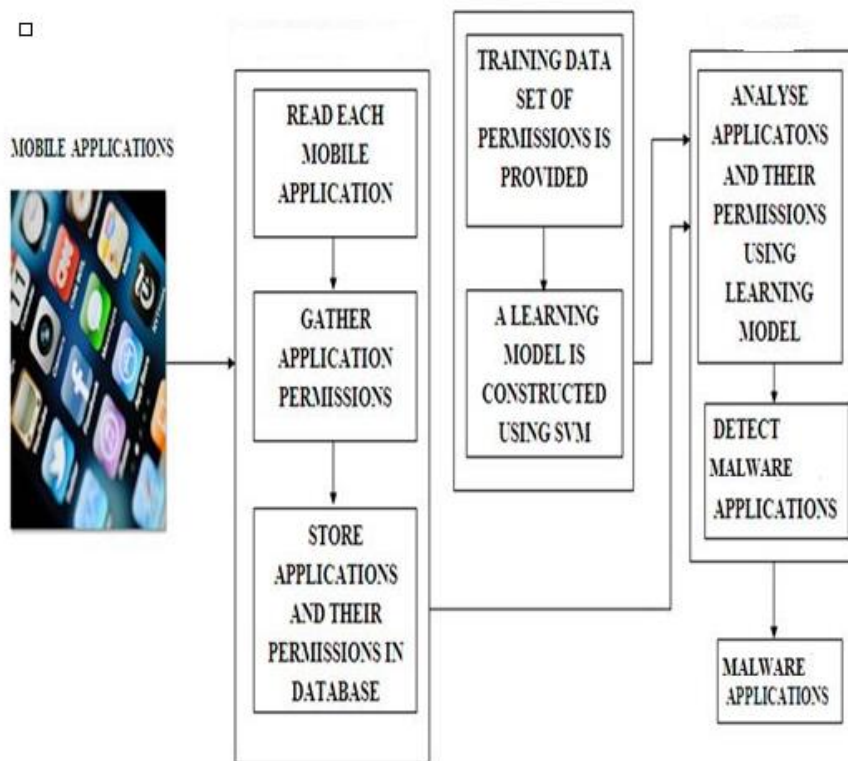 MOBILE APPLICATIONS
READ EACH
MOBILE
APPLICATION
GATHER
APPLICATION
PERMISSIONS
STORE
APPLICATIONS
AND THEIR
PERMISSIONS IN
DATABASE
TRAINING DATA
SET OF
PERMISSIONS IS
PROVIDED
A LEARNING
MODEL IS
CONSTRUCTED
USING SVM
ANALYSE
APPLICATONS
AND THEIR
PERMISSIONS
USING
LEARNING
MODEL
DETECT
MALWARE
APPLICATIONS
MALWARE
APPLICATIONS